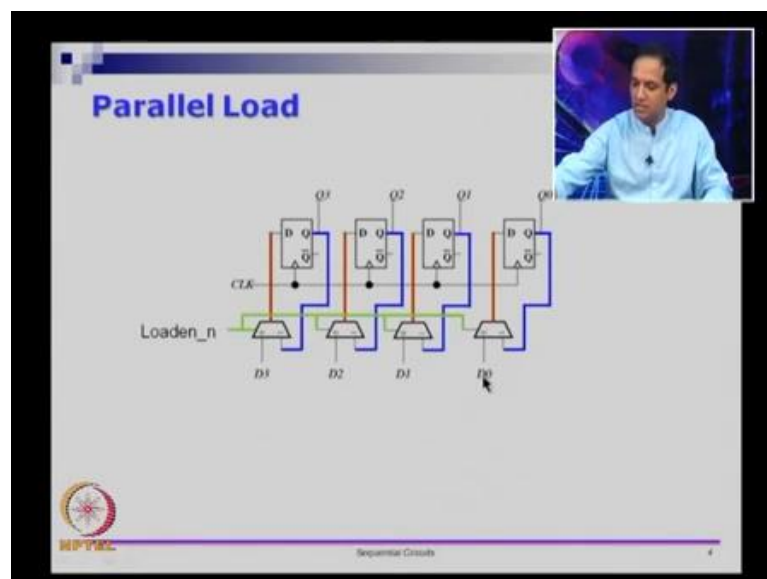 Parallel Load
Q3 Q2 Q1 Q0
D Q D Q D Q D Q
Q Q Q Q
CLK
Loaden_n
D3 D2 D1 D0
NPTEL
Sequential Circuits 4